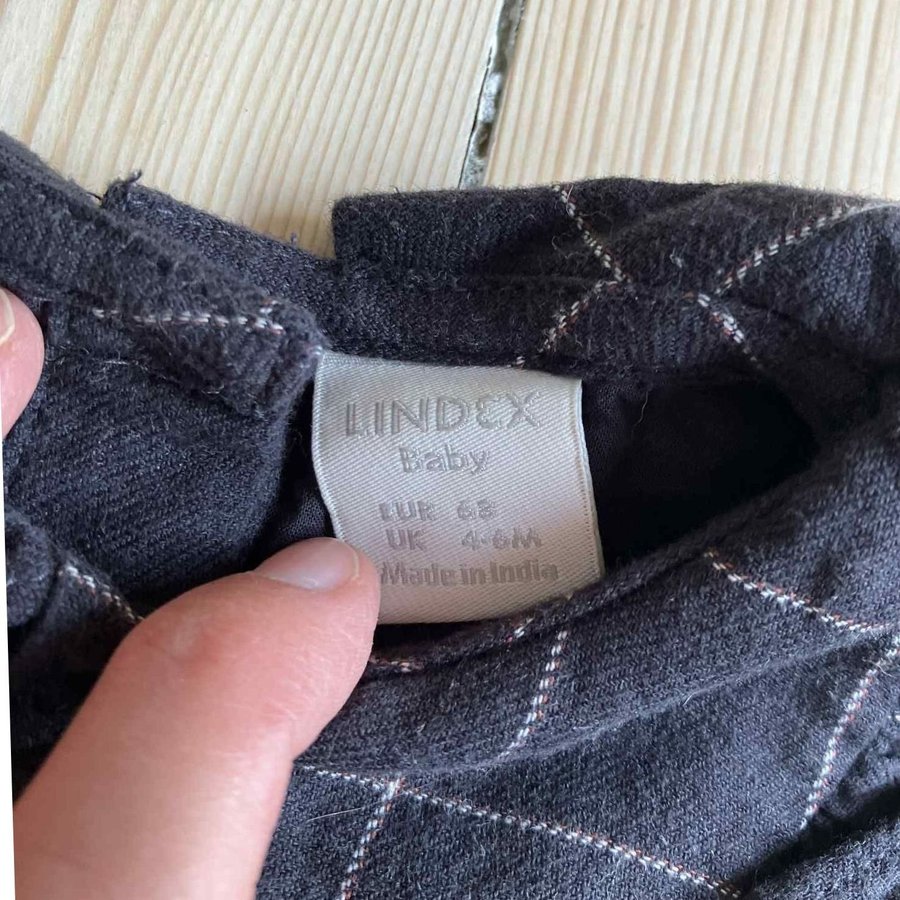 LINDEX
Baby
EUR 68
UK 4-6M
Made in India